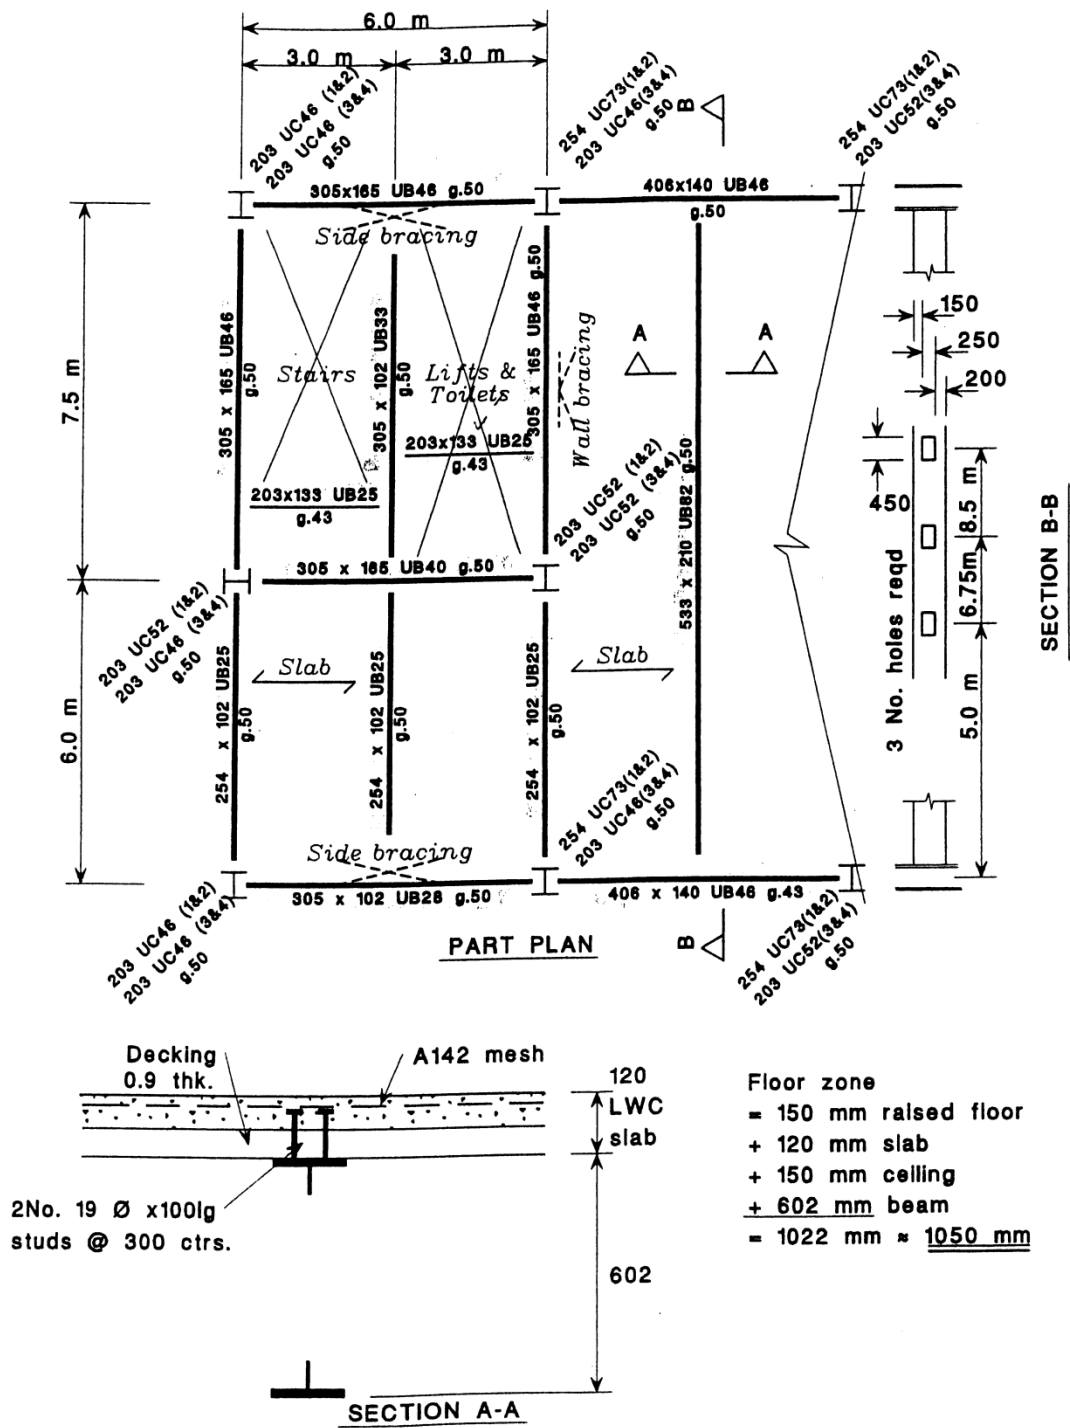 6.0 m
3.0 m
3.0 m
203 UC46 (1&2)
203 UC46 (3&4)
g.50
254 UC73(1&2)
203 UC46(3&4)
g.50
B
254 UC73(1&2)
203 UC52(3&4)
g.50
305x165 UB46 g.50
406x140 UB46
g.50
Side bracing
7.5 m
305 x 165 UB46
g.50
Stairs
305 x 102 UB33
g.50
Lifts &
Toilets
305 x 165 UB46 g.50
Wall bracing
A
A
203x133 UB25
g.43
203x133 UB25
g.43
203 UC52 (1&2)
203 UC52 (3&4)
g.50
533 x 210 UB82 g.50
150
250
200
450
8.5 m
6.75m
5.0 m
3 No. holes reqd
SECTION B-B
305 x 165 UB40 g.50
203 UC52 (1&2)
203 UC46 (3&4)
g.50
6.0 m
254 x 102 UB25
g.50
Slab
254 x 102 UB25
g.50
254 x 102 UB25
g.50
Slab
254 UC73(1&2)
203 UC46(3&4)
g.50
Side bracing
305 x 102 UB28 g.50
406 x 140 UB46 g.43
203 UC46 (1&2)
203 UC46 (3&4)
g.50
PART PLAN
B
254 UC73(1&2)
203 UC52(3&4)
g.50
Decking
0.9 thk.
A142 mesh
120
LWC
slab
2No. 19 Ø x100lg
studs @ 300 ctrs.
602
SECTION A-A
Floor zone
= 150 mm raised floor
+ 120 mm slab
+ 150 mm ceiling
+ 602 mm beam
= 1022 mm ≈ 1050 mm